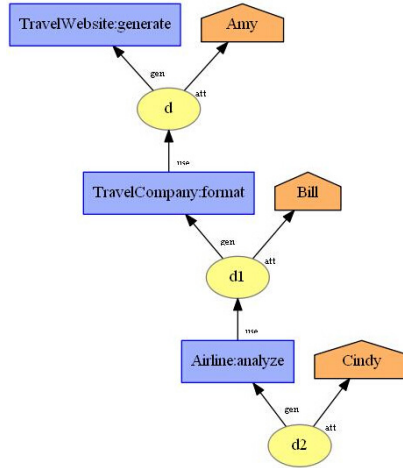 TravelWebsite:generate
Amy
gen
att
d
use
TravelCompany:format
Bill
gen
att
d1
use
Airline:analyze
Cindy
gen
att
d2